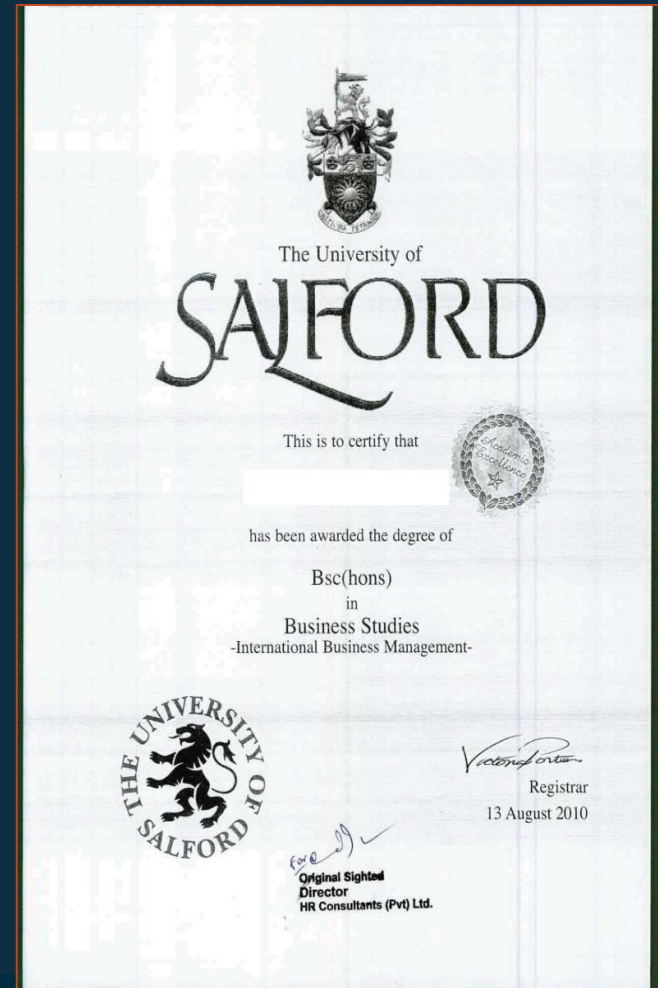 The University of
SALFORD
This is to certify that
Academic
Excellence
has been awarded the degree of
Bsc(hons)
in
Business Studies
-International Business Management-
THE UNIVERSITY OF SALFORD
Registrar
13 August 2010
Original Sighted
Director
HR Consultants (Pvt) Ltd.